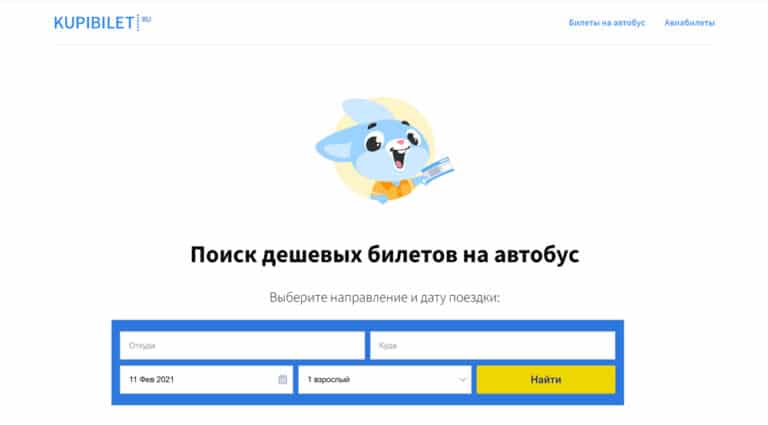 KUPIBILET RU
Билеты на автобус Авиабилеты
Поиск дешевых билетов на автобус
Выберите направление и дату поездки:
Откуда Куда
11 Фев 2021 1 взрослый Найти